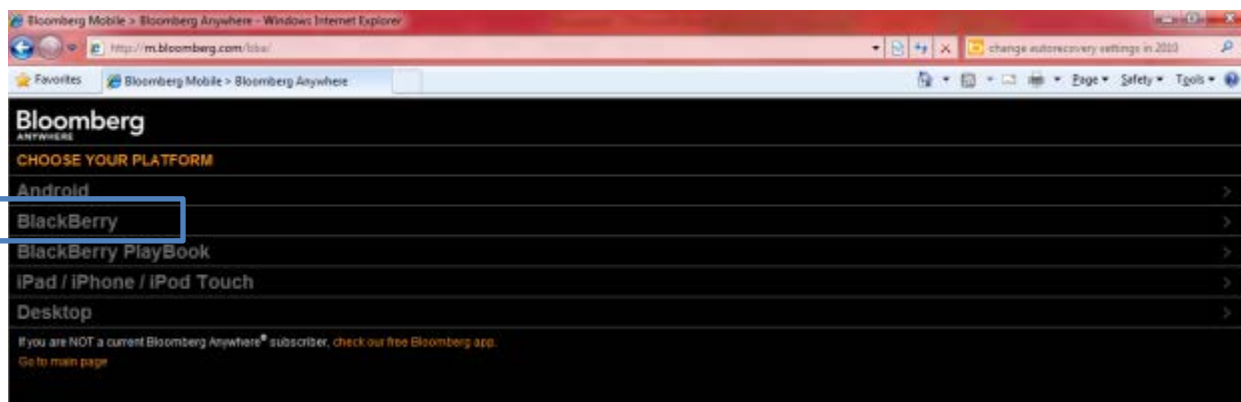 Bloomberg Mobile > Bloomberg Anywhere - Windows Internet Explorer
http://m.bloomberg.com/bba/
change autorecovery settings in 2010
Favorites
Bloomberg Mobile > Bloomberg Anywhere
Page
Safety
Tools
Bloomberg
ANYWHERE
CHOOSE YOUR PLATFORM
Android
BlackBerry
BlackBerry PlayBook
iPad / iPhone / iPod Touch
Desktop
If you are NOT a current Bloomberg Anywhere® subscriber, check our free Bloomberg app.
Go to main page